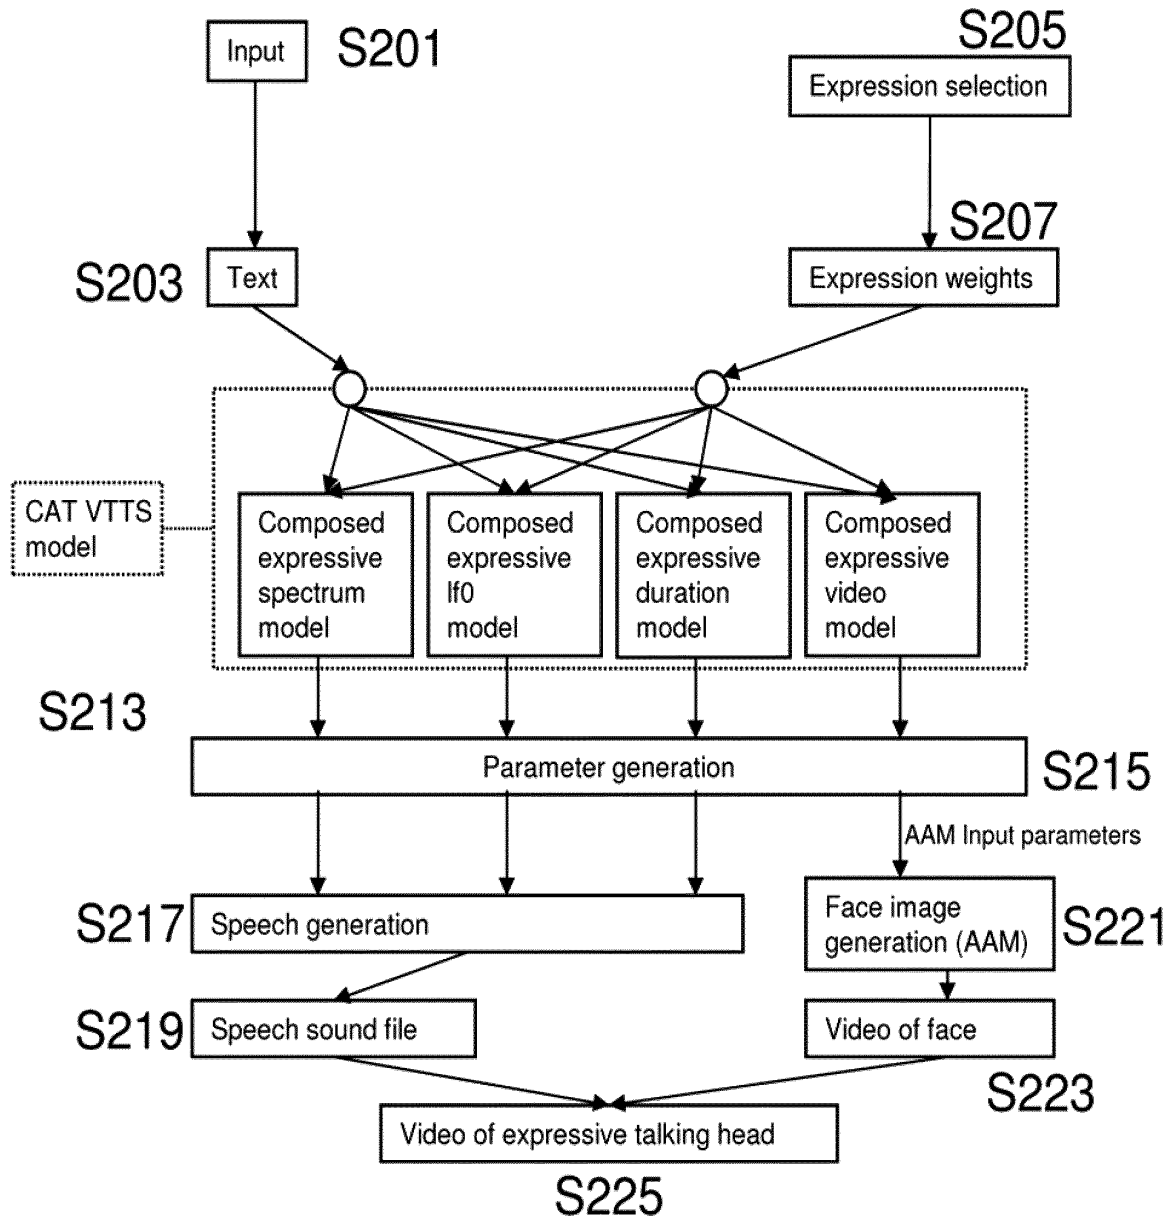 Input
S201
S205
Expression selection
S207
S203
Text
Expression weights
CAT VTTS
model
Composed
expressive
spectrum
model
Composed
expressive
lf0
model
Composed
expressive
duration
model
Composed
expressive
video
model
S213
Parameter generation
S215
AAM Input parameters
S217
Speech generation
Face image
generation (AAM)
S221
S219
Speech sound file
Video of face
S223
Video of expressive talking head
S225